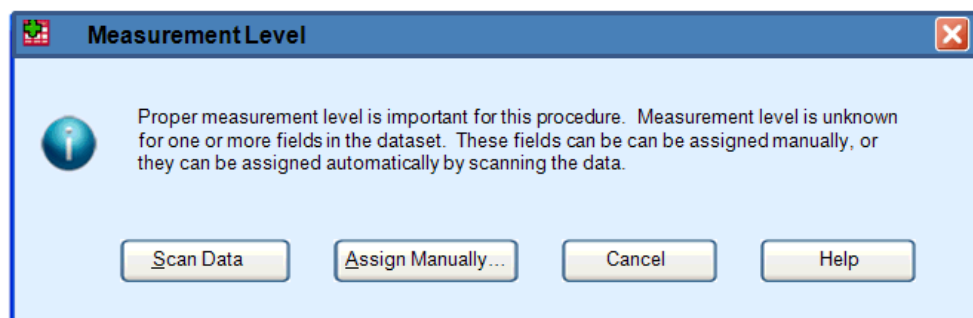 Measurement Level
Proper measurement level is important for this procedure. Measurement level is unknown
for one or more fields in the dataset. These fields can be can be assigned manually, or
they can be assigned automatically by scanning the data.
Scan Data Assign Manually... Cancel Help